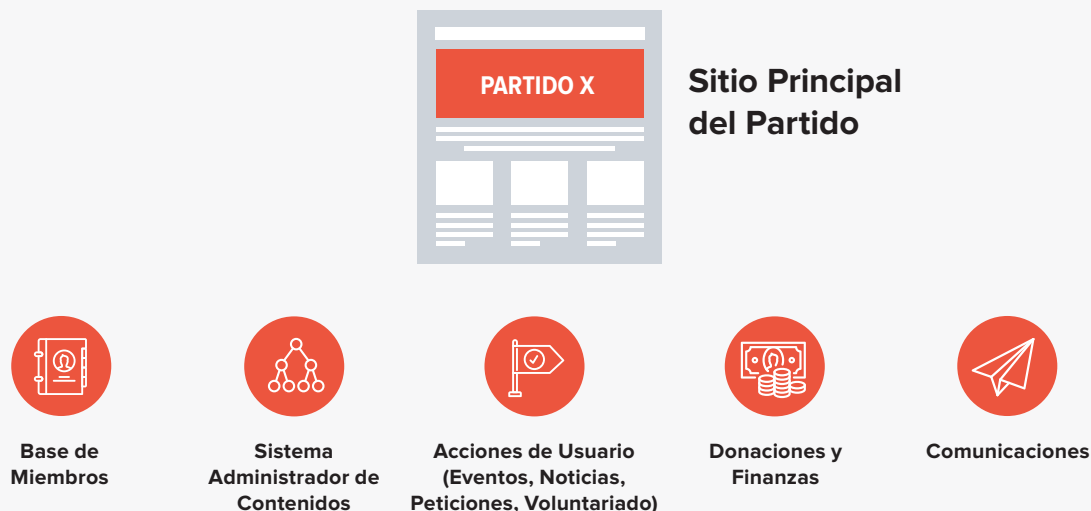 PARTIDO X
Sitio Principal
del Partido
Base de
Miembros
Sistema
Administrador de
Contenidos
Acciones de Usuario
(Eventos, Noticias,
Peticiones, Voluntariado)
Donaciones y
Finanzas
Comunicaciones